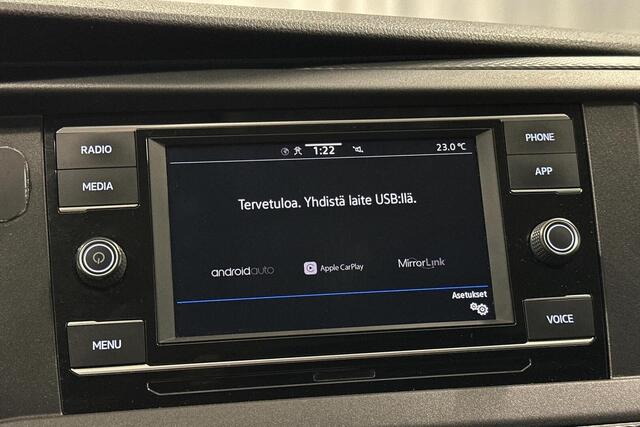 RADIO
MEDIA
MENU
1:22
23.0 °C
Tervetuloa. Yhdistä laite USB:llä.
androidauto
Apple CarPlay
MirrorLink
Asetukset
PHONE
APP
VOICE